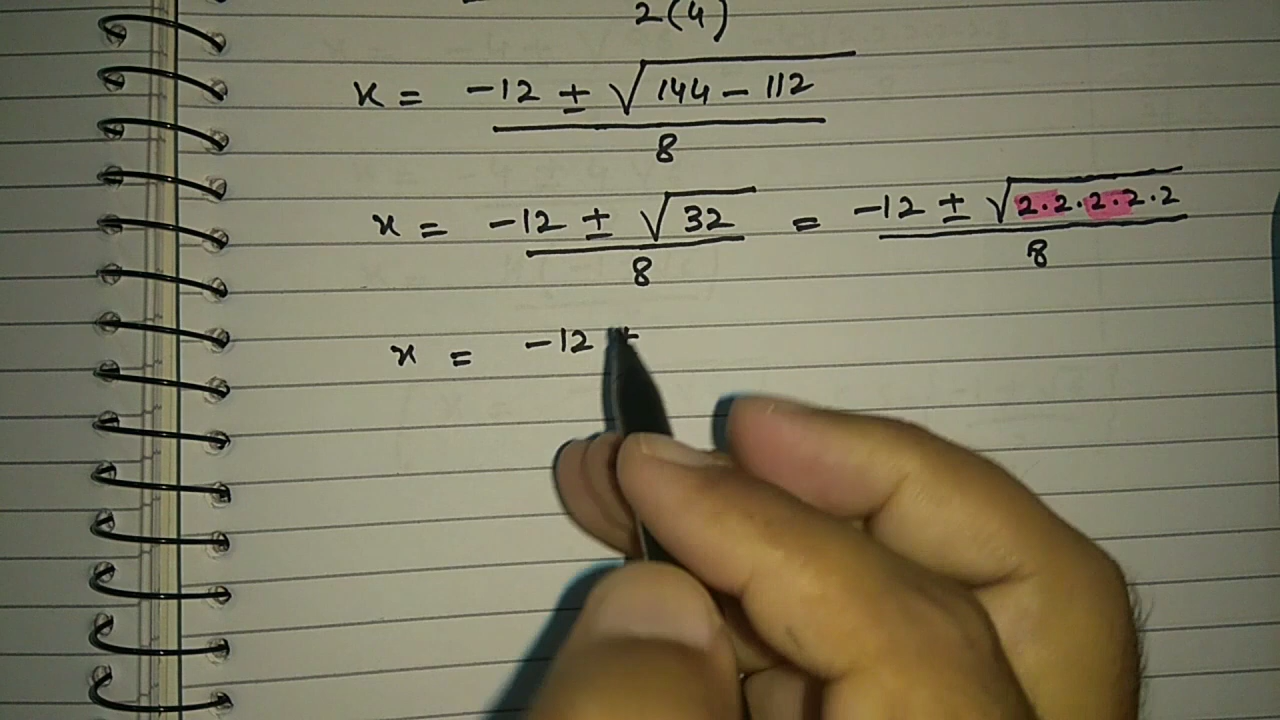 2(4)
x = -12 ± √144 - 112
8
x = -12 ± √32 = -12 ± √2.2.2.2.2
8 8
x = -12